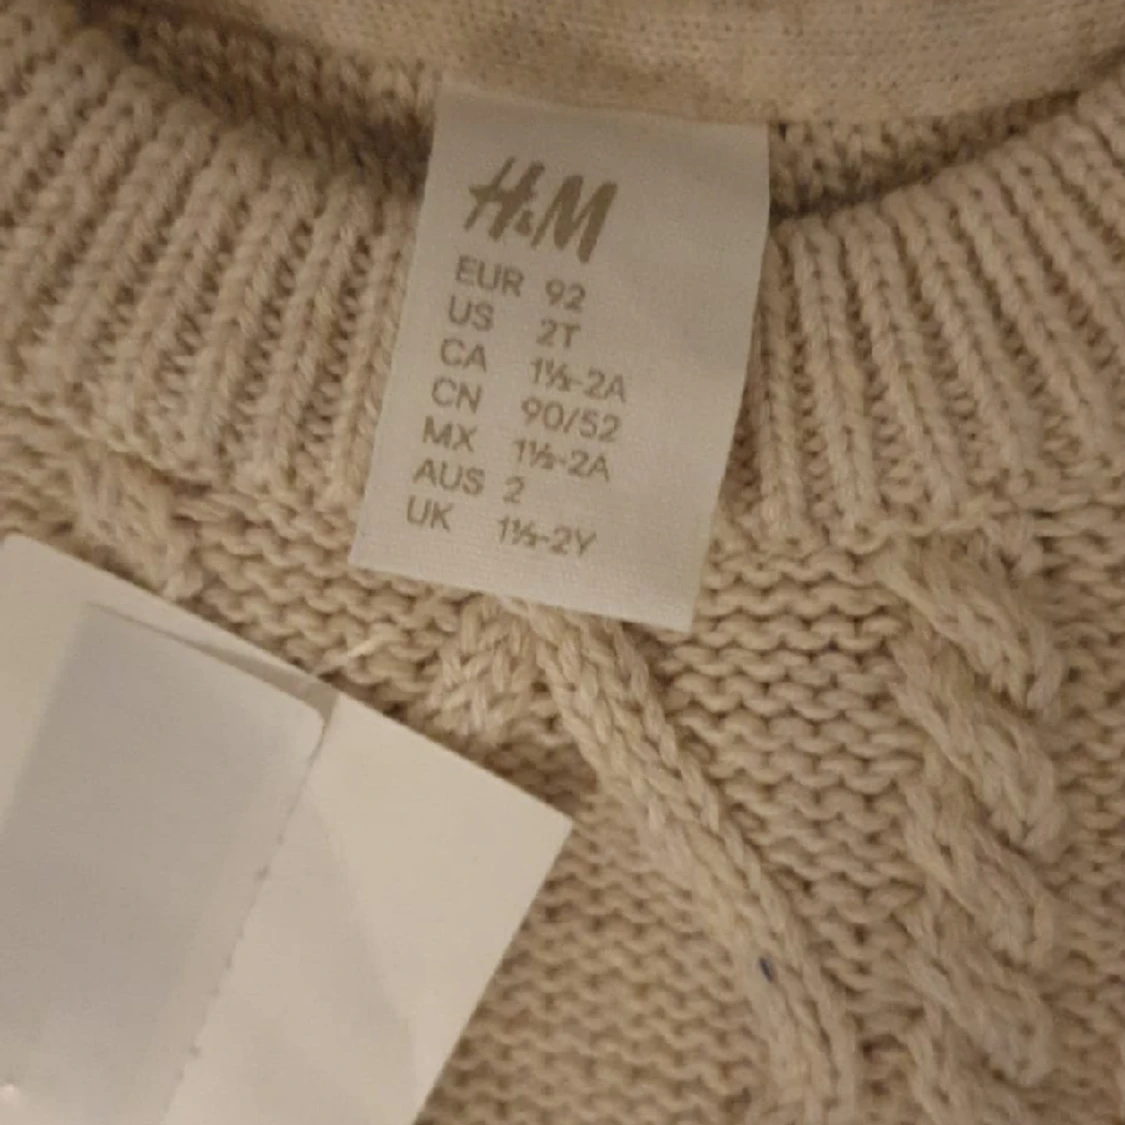 H&M
EUR 92
US 2T
CA 1½-2A
CN 90/52
MX 1½-2A
AUS 2
UK 1½-2Y